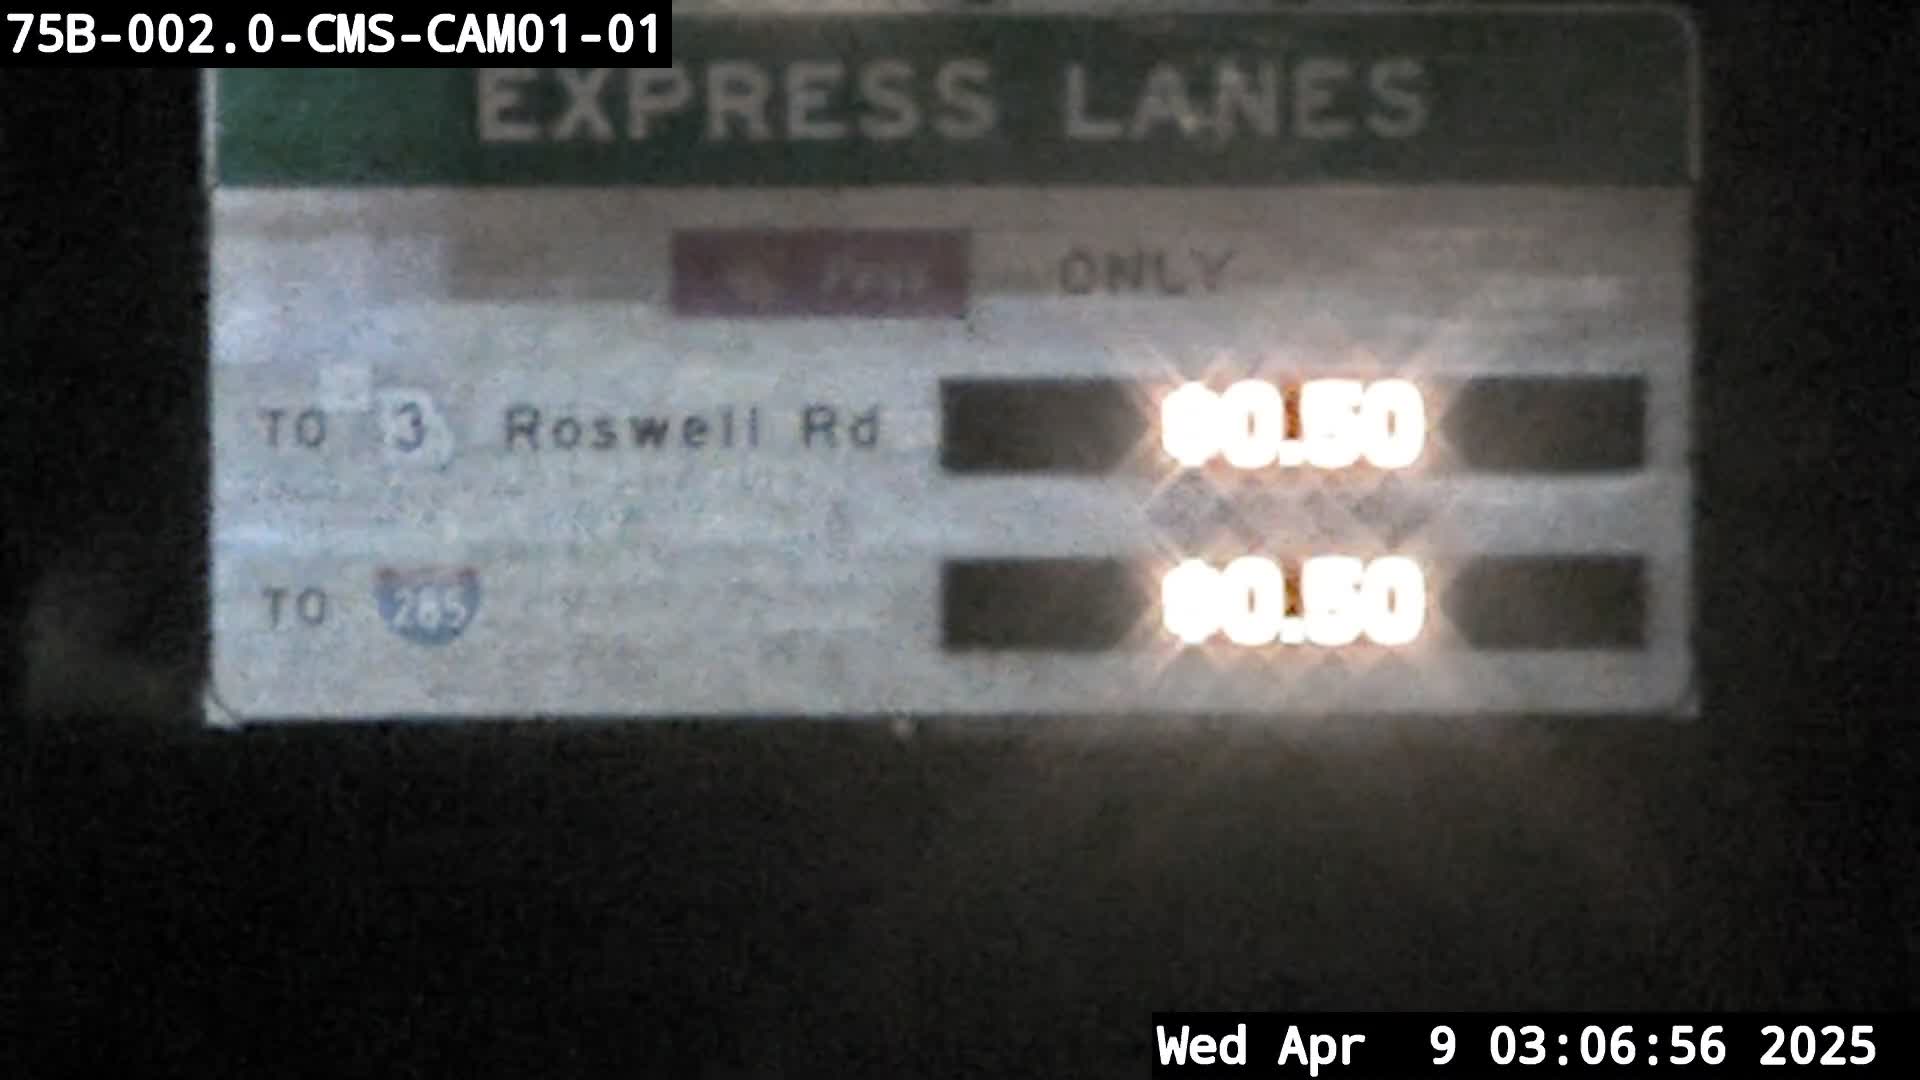 75B-002.0-CMS-CAM01-01
EXPRESS LANES
ONLY
TO 3 Roswell Rd $0.50
TO 285 $0.50
Wed Apr 9 03:06:56 2025